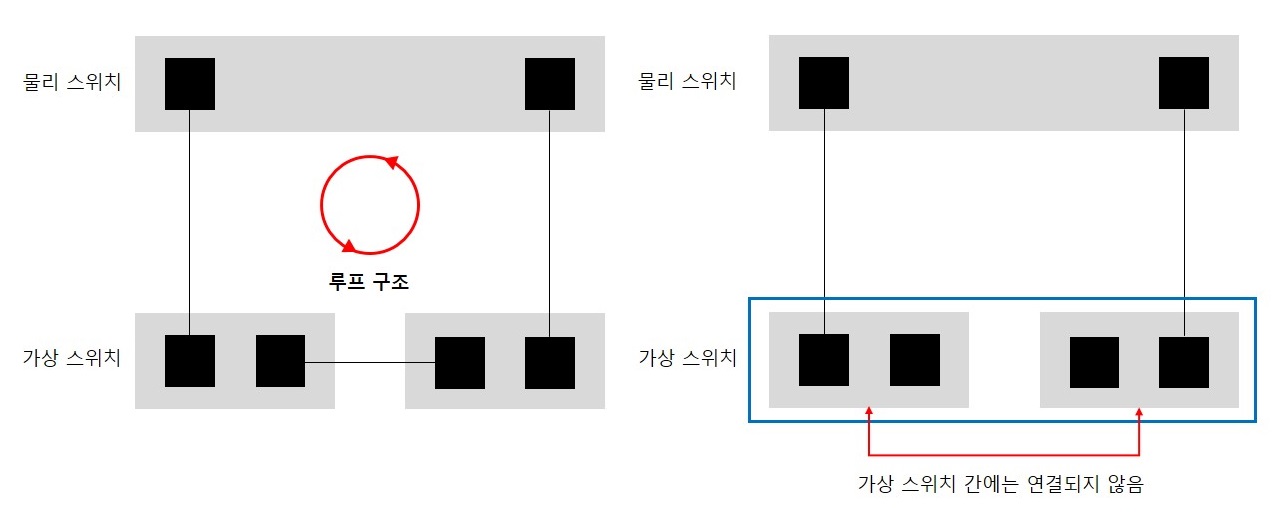 물리 스위치
물리 스위치
루프 구조
가상 스위치
가상 스위치
가상 스위치 간에는 연결되지 않음